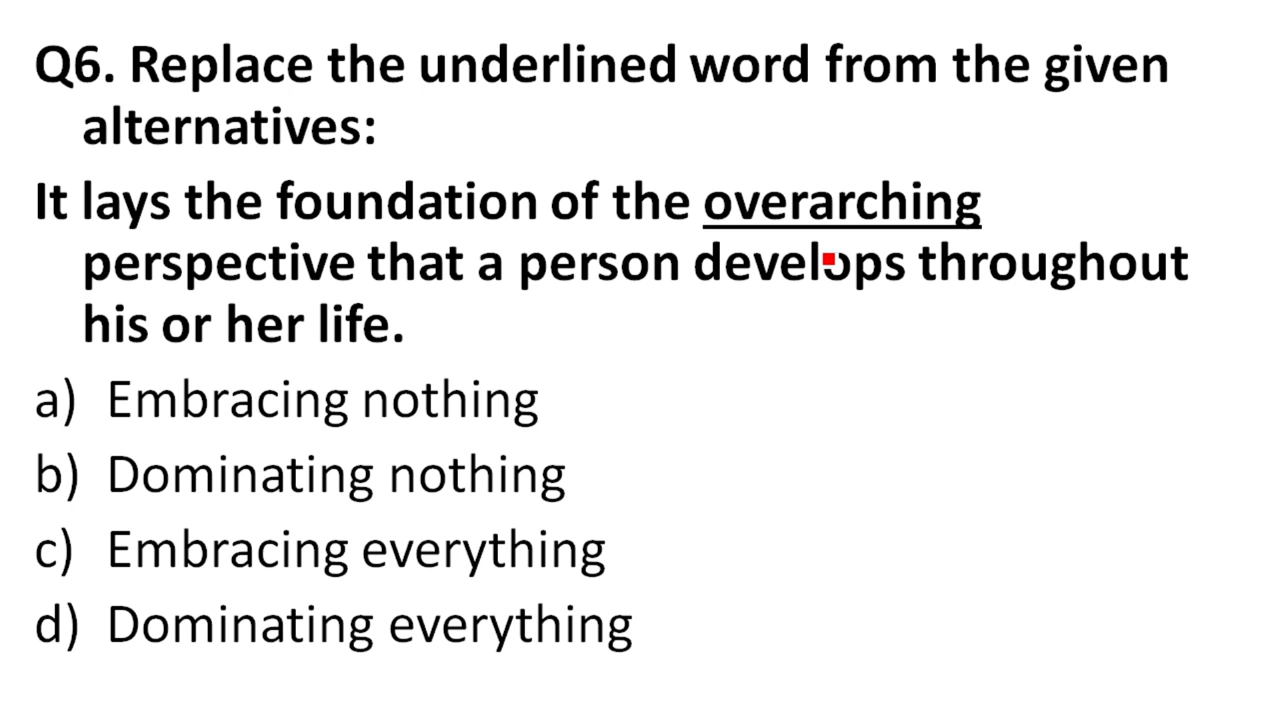 Q6. Replace the underlined word from the given
alternatives:
It lays the foundation of the overarching
perspective that a person develops throughout
his or her life.
a) Embracing nothing
b) Dominating nothing
c) Embracing everything
d) Dominating everything